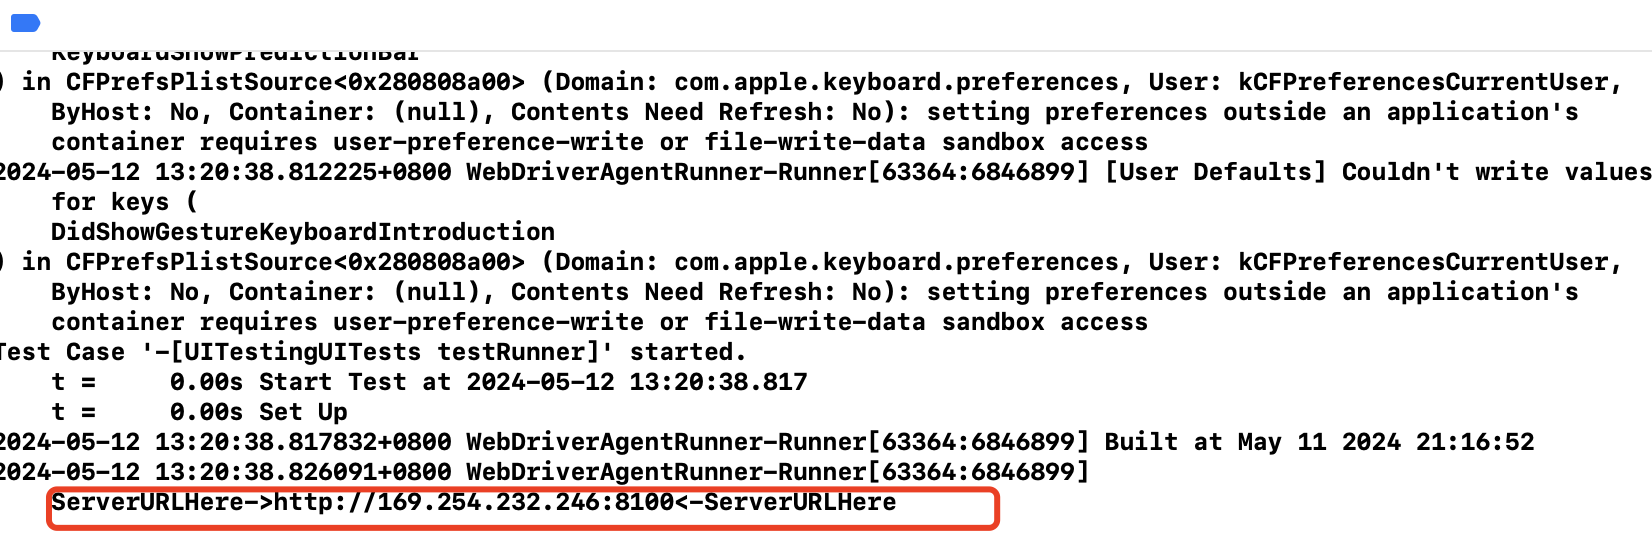 KeyboardShowPredictionBar
) in CFPrefsPlistSource<0x280808a00> (Domain: com.apple.keyboard.preferences, User: kCFPreferencesCurrentUser,
ByHost: No, Container: (null), Contents Need Refresh: No): setting preferences outside an application's
container requires user-preference-write or file-write-data sandbox access
2024-05-12 13:20:38.812225+0800 WebDriverAgentRunner-Runner[63364:6846899] [User Defaults] Couldn't write values
for keys (
DidShowGestureKeyboardIntroduction
) in CFPrefsPlistSource<0x280808a00> (Domain: com.apple.keyboard.preferences, User: kCFPreferencesCurrentUser,
ByHost: No, Container: (null), Contents Need Refresh: No): setting preferences outside an application's
container requires user-preference-write or file-write-data sandbox access
Test Case '-[UITestingUITests testRunner]' started.
t =     0.00s Start Test at 2024-05-12 13:20:38.817
t =     0.00s Set Up
2024-05-12 13:20:38.817832+0800 WebDriverAgentRunner-Runner[63364:6846899] Built at May 11 2024 21:16:52
2024-05-12 13:20:38.826091+0800 WebDriverAgentRunner-Runner[63364:6846899]
ServerURLHere->http://169.254.232.246:8100<-ServerURLHere